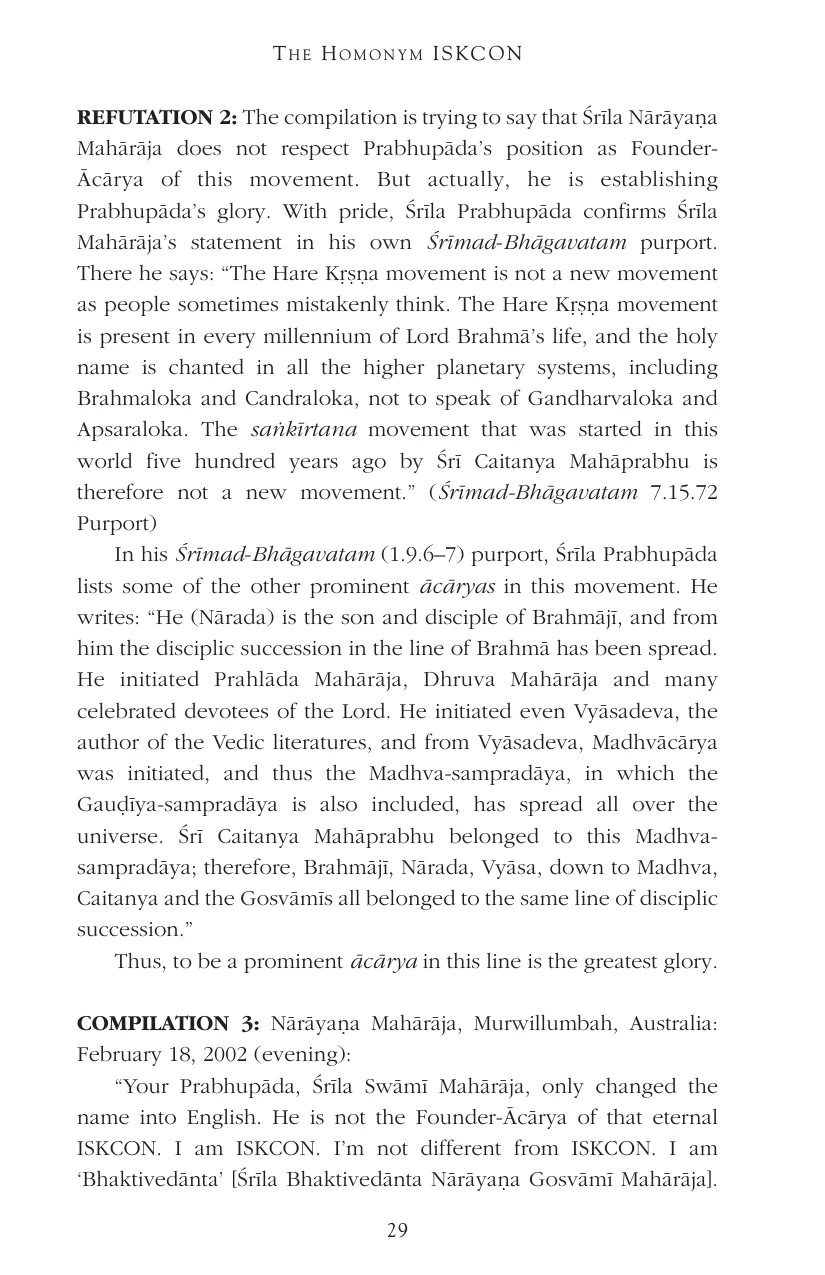 THE HOMONYM ISKCON
REFUTATION 2: The compilation is trying to say that Śrīla Nārāyaṇa
Mahārāja does not respect Prabhupāda’s position as Founder-
Ācārya of this movement. But actually, he is establishing
Prabhupāda’s glory. With pride, Śrīla Prabhupāda confirms Śrīla
Mahārāja’s statement in his own Śrīmad-Bhāgavatam purport.
There he says: “The Hare Kṛṣṇa movement is not a new movement
as people sometimes mistakenly think. The Hare Kṛṣṇa movement
is present in every millennium of Lord Brahmā’s life, and the holy
name is chanted in all the higher planetary systems, including
Brahmaloka and Candraloka, not to speak of Gandharvaloka and
Apsaraloka. The saṅkīrtana movement that was started in this
world five hundred years ago by Śrī Caitanya Mahāprabhu is
therefore not a new movement.” (Śrīmad-Bhāgavatam 7.15.72
Purport)
In his Śrīmad-Bhāgavatam (1.9.6–7) purport, Śrīla Prabhupāda
lists some of the other prominent ācāryas in this movement. He
writes: “He (Nārada) is the son and disciple of Brahmājī, and from
him the disciplic succession in the line of Brahmā has been spread.
He initiated Prahlāda Mahārāja, Dhruva Mahārāja and many
celebrated devotees of the Lord. He initiated even Vyāsadeva, the
author of the Vedic literatures, and from Vyāsadeva, Madhvācārya
was initiated, and thus the Madhva-sampradāya, in which the
Gauḍīya-sampradāya is also included, has spread all over the
universe. Śrī Caitanya Mahāprabhu belonged to this Madhva-
sampradāya; therefore, Brahmājī, Nārada, Vyāsa, down to Madhva,
Caitanya and the Gosvāmīs all belonged to the same line of disciplic
succession.”
Thus, to be a prominent ācārya in this line is the greatest glory.
COMPILATION 3: Nārāyaṇa Mahārāja, Murwillumbah, Australia:
February 18, 2002 (evening):
“Your Prabhupāda, Śrīla Swāmī Mahārāja, only changed the
name into English. He is not the Founder-Ācārya of that eternal
ISKCON. I am ISKCON. I’m not different from ISKCON. I am
‘Bhaktivedānta’ [Śrīla Bhaktivedānta Nārāyaṇa Gosvāmī Mahārāja].
29